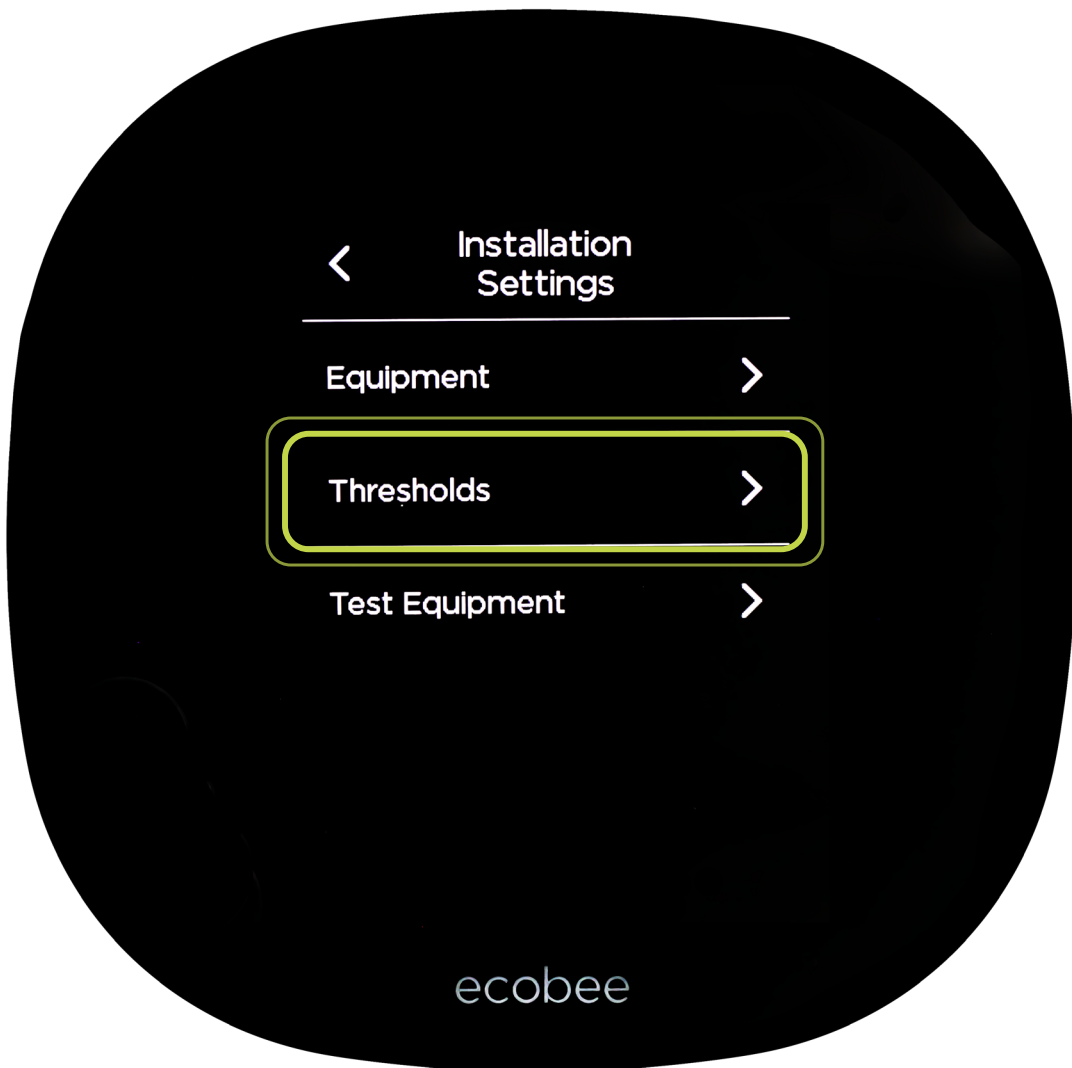 Installation
Settings
Equipment
Thresholds
Test Equipment
ecobee